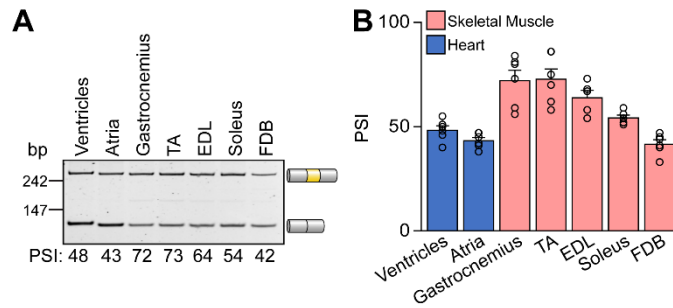 A
Ventricles
Atria
Gastrocnemius
TA
EDL
Soleus
FDB
bp
242
147
PSI: 48 43 72 73 64 54 42
B
Skeletal Muscle
Heart
100
50
0
PSI
Ventricles
Atria
Gastrocnemius
TA
EDL
Soleus
FDB